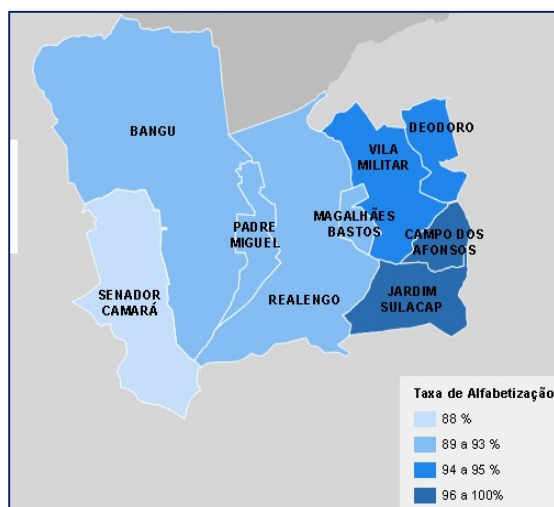 BANGU
DEODORO
VILA
MILITAR
PADRE
MIGUEL
MAGALHÃES
BASTOS
CAMPO DOS
AFONSOS
SENADOR
CAMARÁ
REALENGO
JARDIM
SULACAP
Taxa de Alfabetização
88 %
89 a 93 %
94 a 95 %
96 a 100%